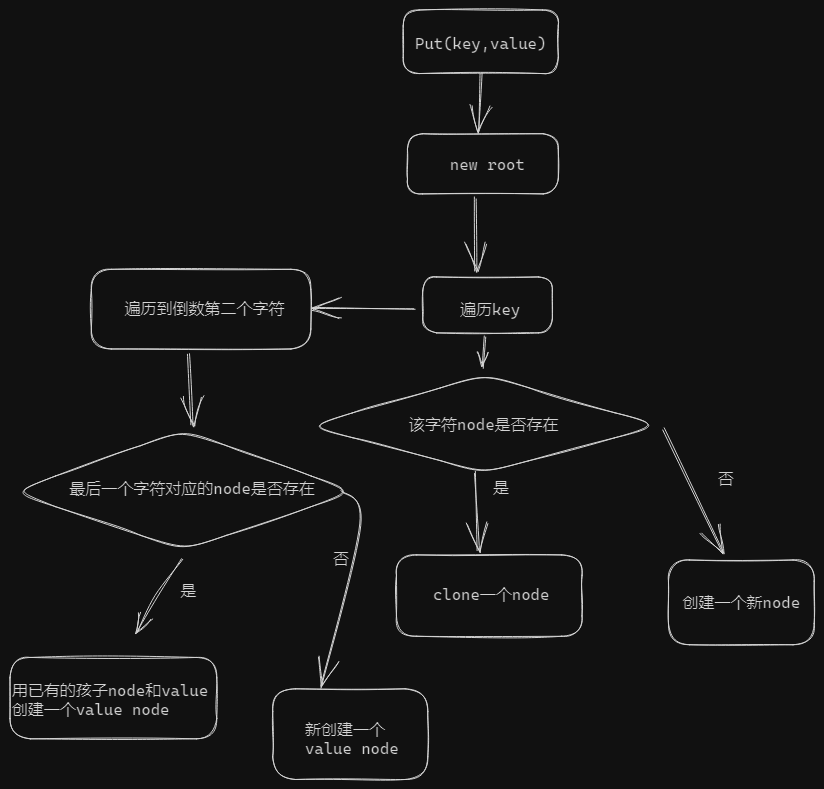 Put(key,value)
new root
遍历到倒数第二个字符
遍历key
该字符node是否存在
最后一个字符对应的node是否存在
是
否
否
是
clone一个node
创建一个新node
用已有的孩子node和value
创建一个value node
新创建一个
value node